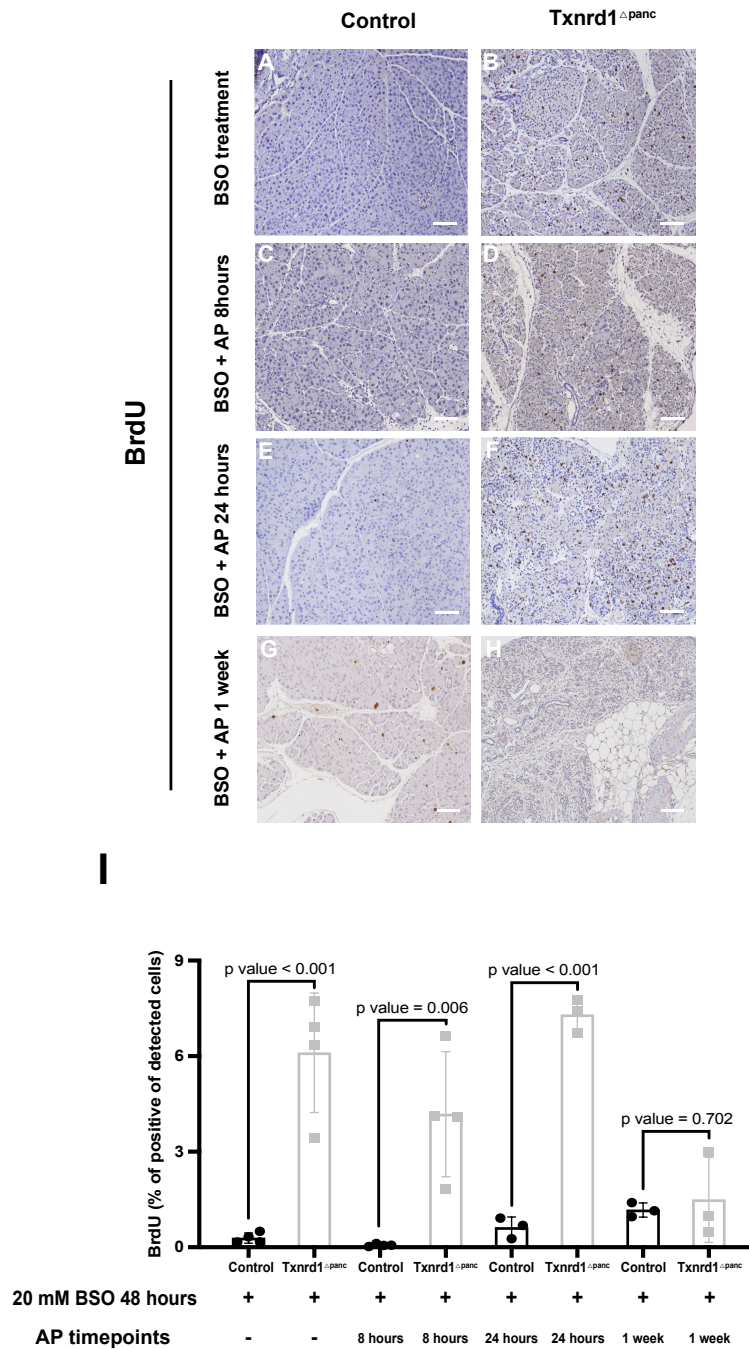 Control Txnrd1△panc
BrdU
BSO treatment
A B
BSO + AP 8hours
C D
BSO + AP 24 hours
E F
BSO + AP 1 week
G H
I
BrdU (% of positive of detected cells)
9
6
3
0
p value < 0.001
p value = 0.006
p value < 0.001
p value = 0.702
Control Txnrd1△panc Control Txnrd1△panc Control Txnrd1△panc Control Txnrd1△panc
20 mM BSO 48 hours + + + + + + + +
AP timepoints - - 8 hours 8 hours 24 hours 24 hours 1 week 1 week